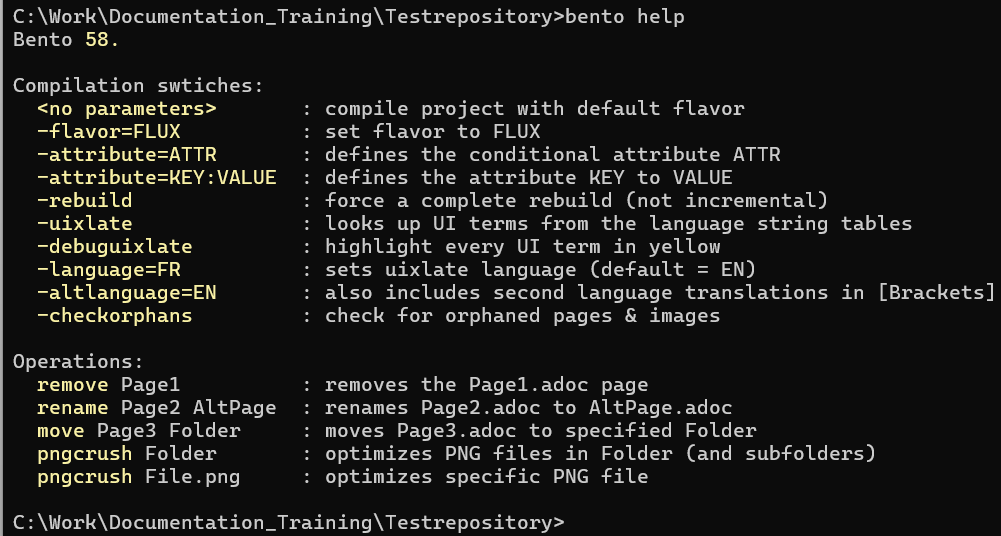 C:\Work\Documentation_Training\Testrepository>bento help
Bento 58.

Compilation swtiches:
  <no parameters>       : compile project with default flavor
  -flavor=FLUX          : set flavor to FLUX
  -attribute=ATTR       : defines the conditional attribute ATTR
  -attribute=KEY:VALUE  : defines the attribute KEY to VALUE
  -rebuild              : force a complete rebuild (not incremental)
  -uixlate              : looks up UI terms from the language string tables
  -debuguixlate         : highlight every UI term in yellow
  -language=FR          : sets uixlate language (default = EN)
  -altlanguage=EN       : also includes second language translations in [Brackets]
  -checkorphans         : check for orphaned pages & images

Operations:
  remove Page1          : removes the Page1.adoc page
  rename Page2 AltPage  : renames Page2.adoc to AltPage.adoc
  move Page3 Folder     : moves Page3.adoc to specified Folder
  pngcrush Folder       : optimizes PNG files in Folder (and subfolders)
  pngcrush File.png     : optimizes specific PNG file

C:\Work\Documentation_Training\Testrepository>